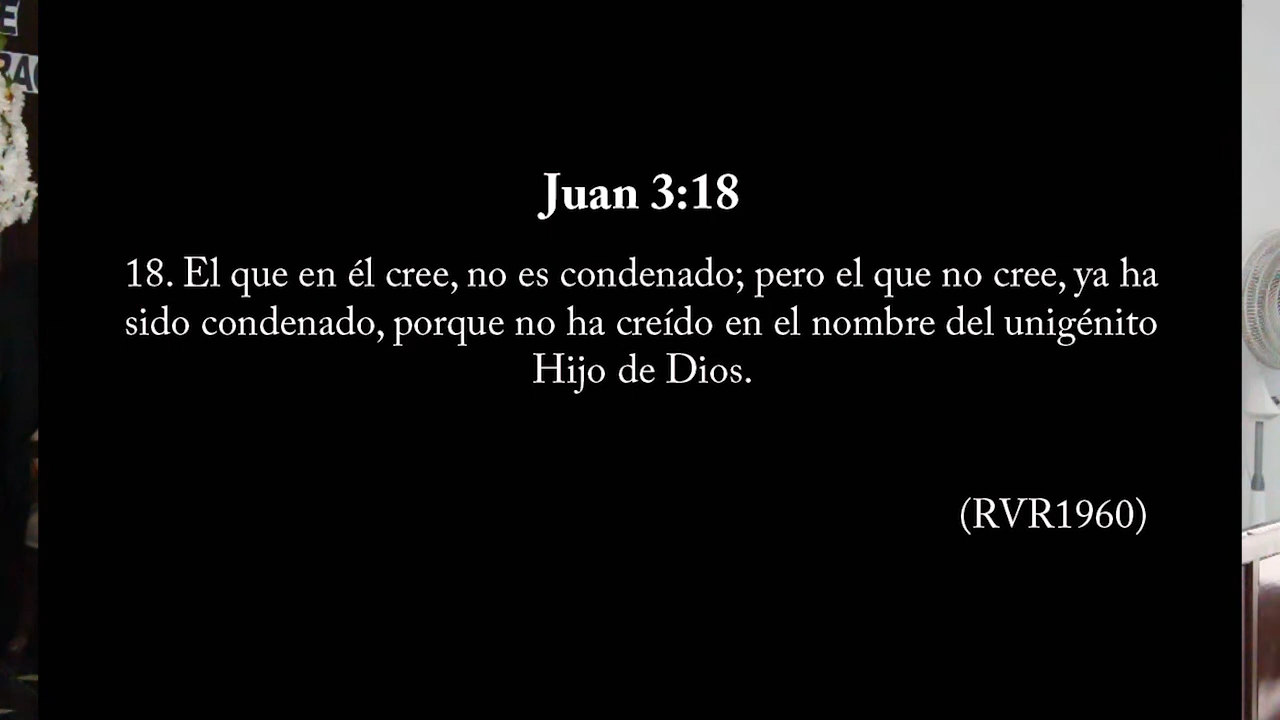 Juan 3:18
18. El que en él cree, no es condenado; pero el que no cree, ya ha
sido condenado, porque no ha creído en el nombre del unigénito
Hijo de Dios.
(RVR1960)